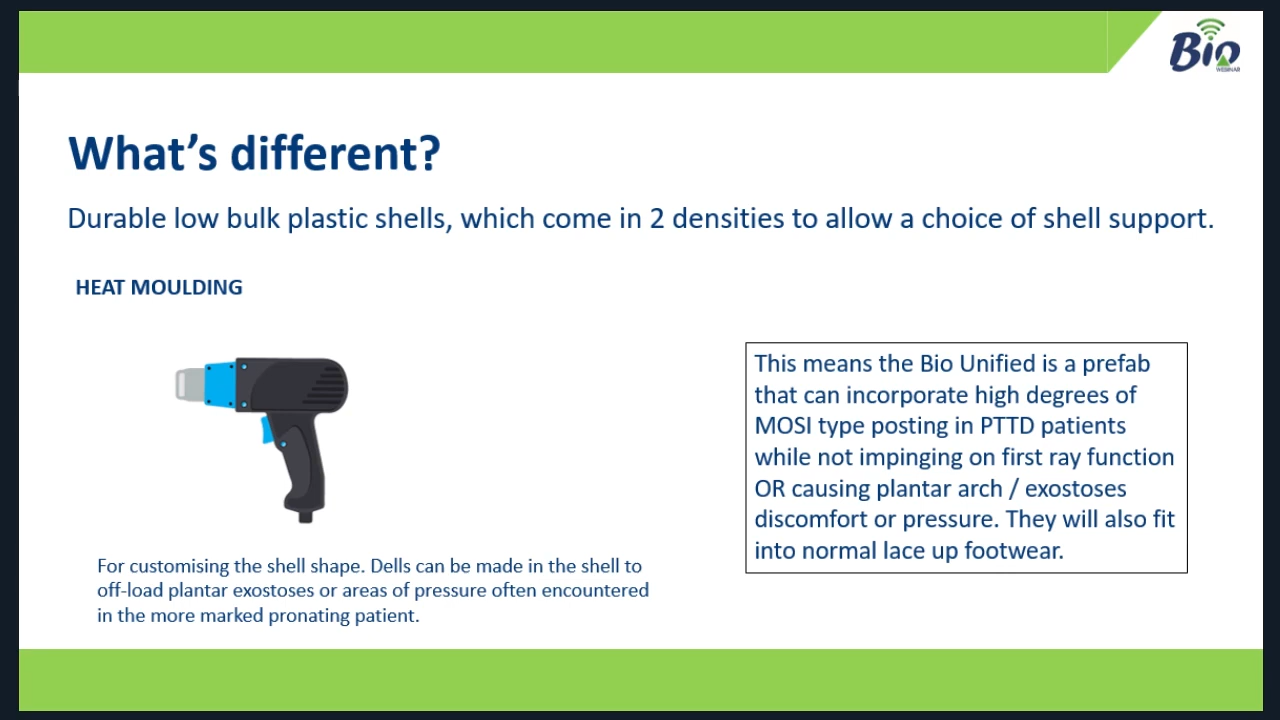 Bio
WEBINAR
What's different?
Durable low bulk plastic shells, which come in 2 densities to allow a choice of shell support.
HEAT MOULDING
This means the Bio Unified is a prefab
that can incorporate high degrees of
MOSI type posting in PTTD patients
while not impinging on first ray function
OR causing plantar arch / exostoses
discomfort or pressure. They will also fit
into normal lace up footwear.
For customising the shell shape. Dells can be made in the shell to
off-load plantar exostoses or areas of pressure often encountered
in the more marked pronating patient.